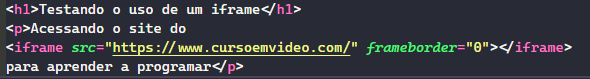 <h1>Testando o uso de um iframe</h1>
<p>Acessando o site do
<iframe src="https://www.cursoemvideo.com/" frameborder="0"></iframe>
para aprender a programar</p>